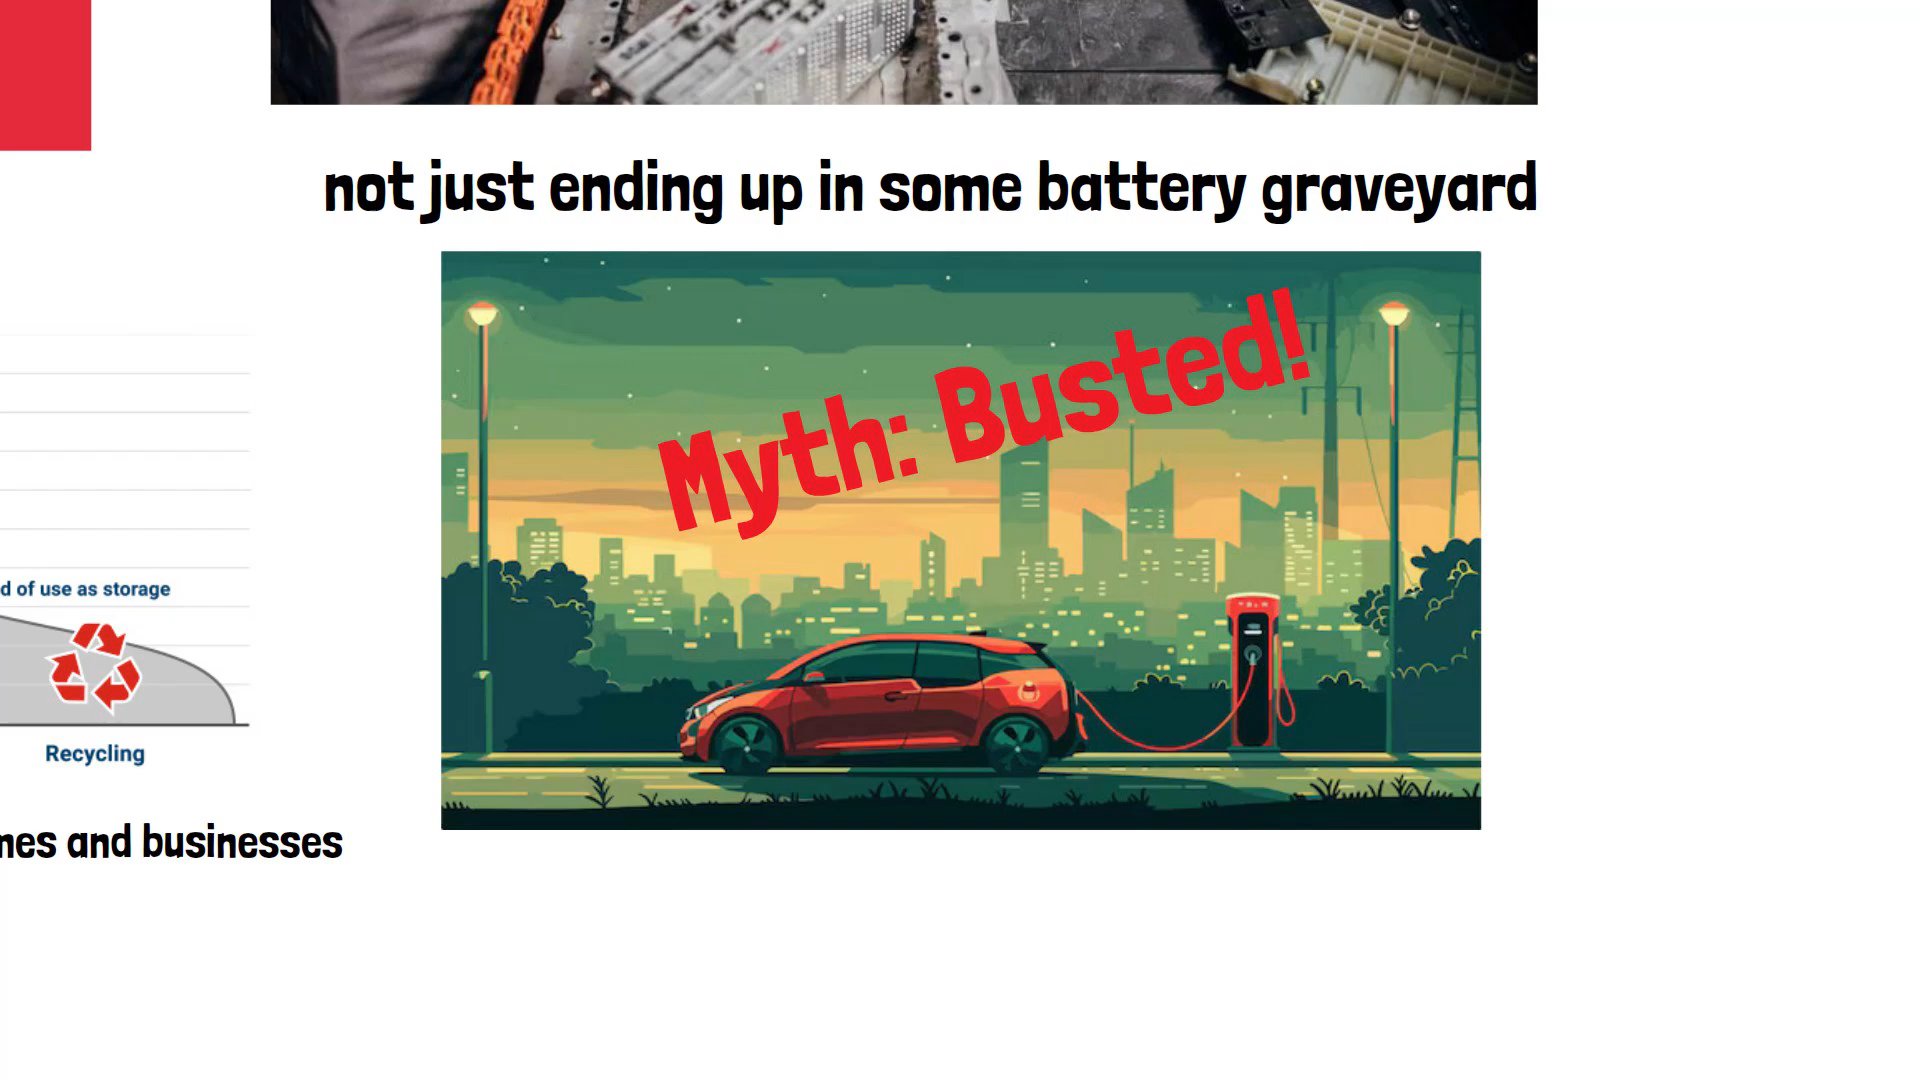 not just ending up in some battery graveyard
Myth: Busted!
d of use as storage
Recycling
nes and businesses